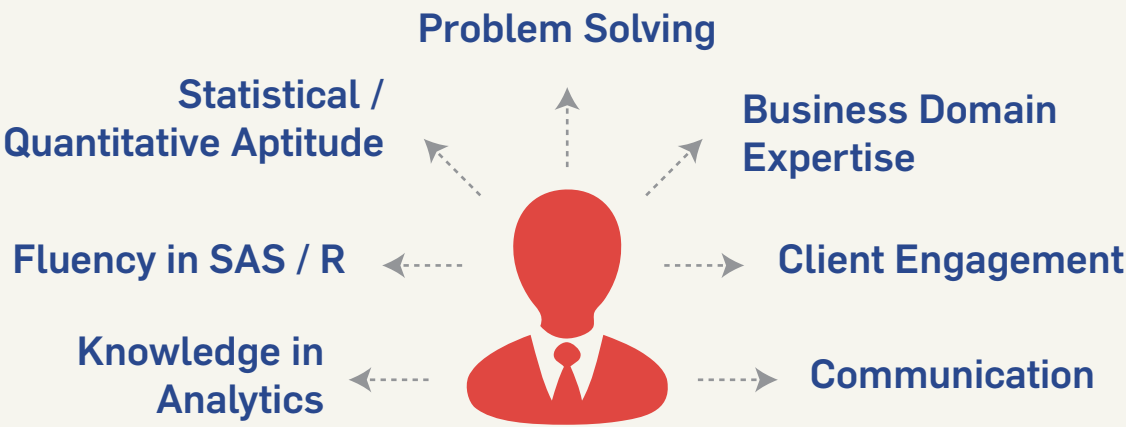 Problem Solving
Statistical /
Quantitative Aptitude
Business Domain
Expertise
Fluency in SAS / R
Client Engagement
Knowledge in
Analytics
Communication